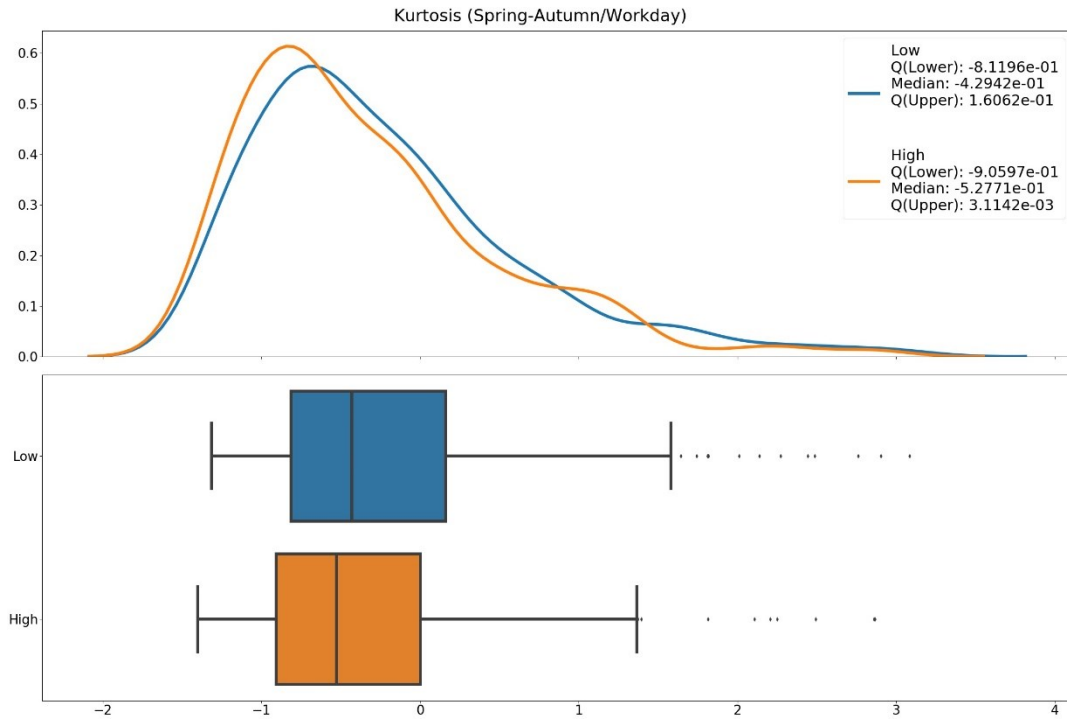 Kurtosis (Spring-Autumn/Workday)
0.6
0.5
0.4
0.3
0.2
0.1
0.0
Low
Q(Lower): -8.1196e-01
Median: -4.2942e-01
Q(Upper): 1.6062e-01
High
Q(Lower): -9.0597e-01
Median: -5.2771e-01
Q(Upper): 3.1142e-03
Low
High
−2 −1 0 1 2 3 4